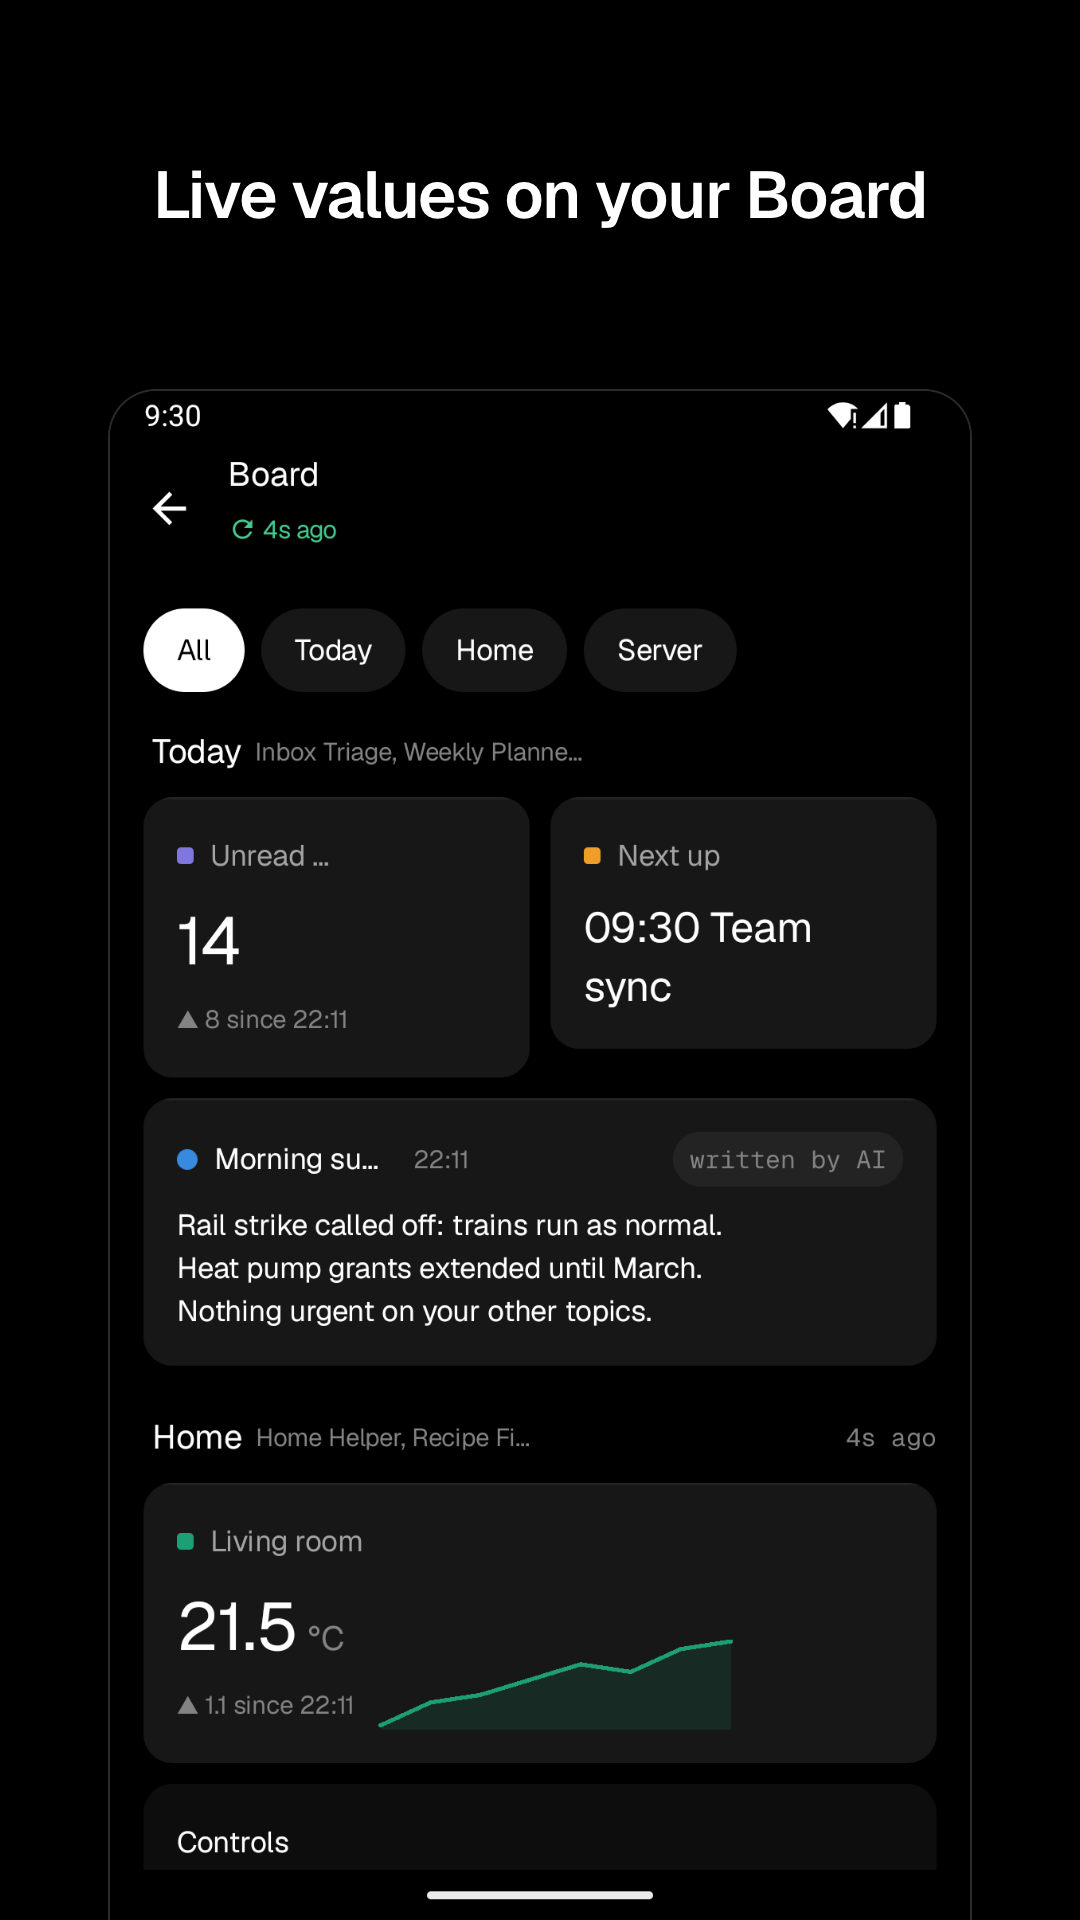 Live values on your Board
9:30
Board
4s ago
All
Today
Home
Server
Today Inbox Triage, Weekly Planne...
Unread ...
14
▲ 8 since 22:11
Next up
09:30 Team
sync
Morning su... 22:11 written by AI
Rail strike called off: trains run as normal.
Heat pump grants extended until March.
Nothing urgent on your other topics.
Home Home Helper, Recipe Fi... 4s ago
Living room
21.5 °C
▲ 1.1 since 22:11
Controls